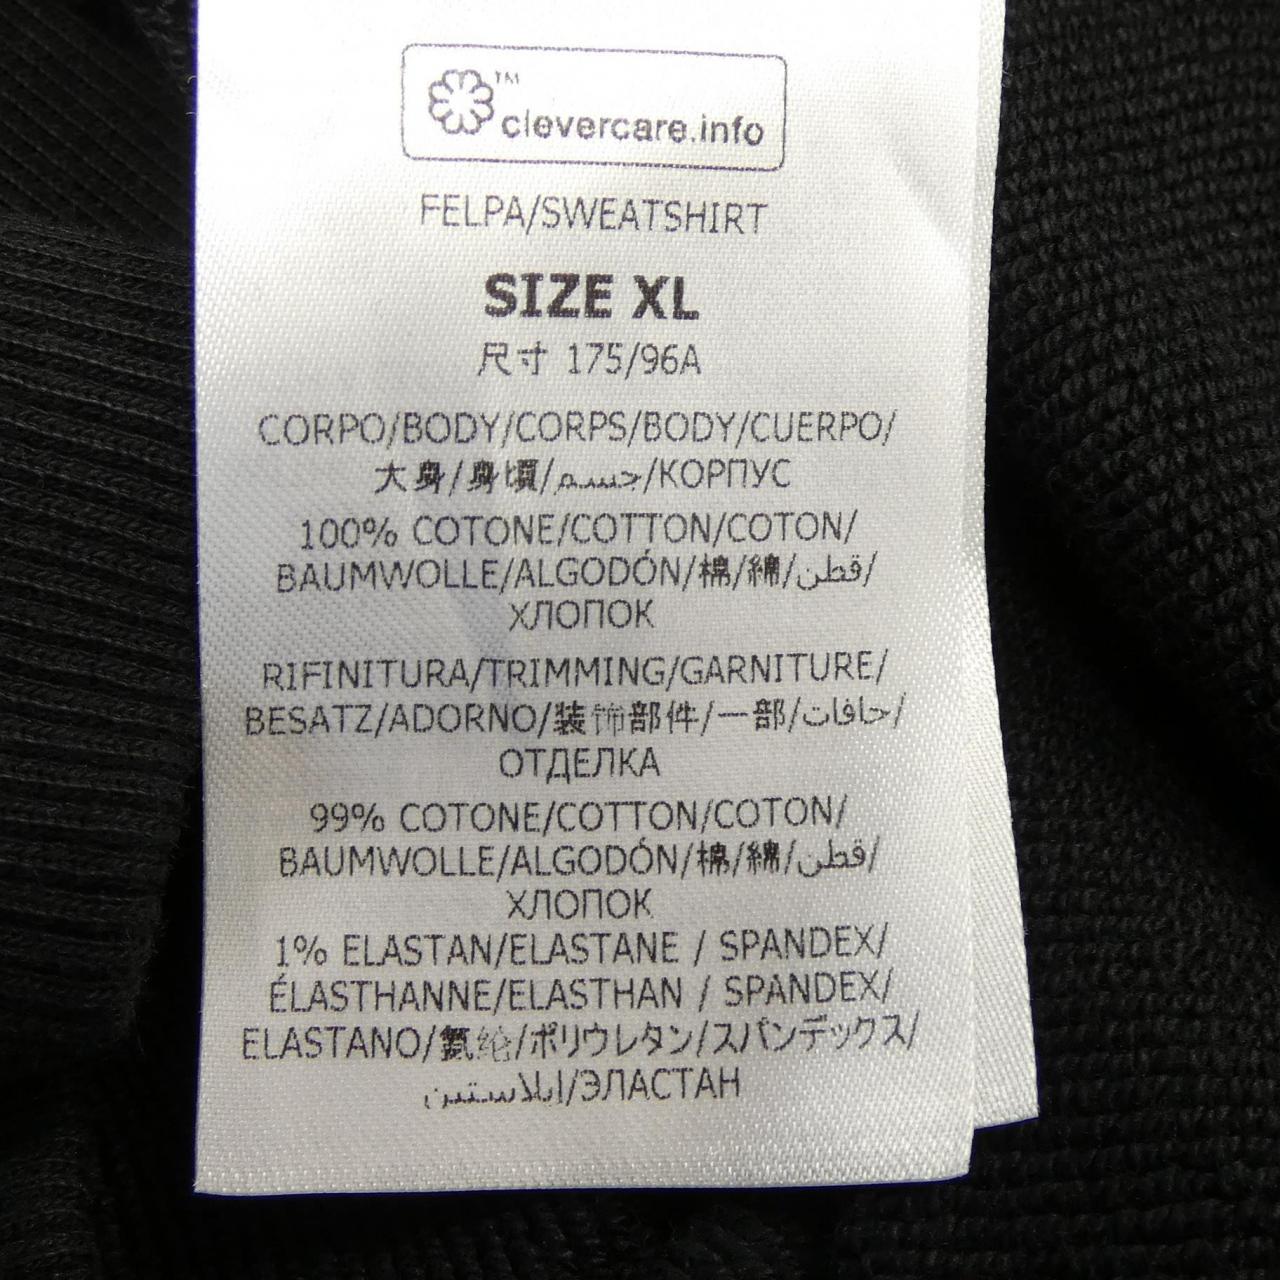 ™
clevercare.info
FELPA/SWEATSHIRT
SIZE XL
尺寸 175/96A
CORPO/BODY/CORPS/BODY/CUERPO/
大身/身頃/جسم/КОРПУС
100% COTONE/COTTON/COTON/
BAUMWOLLE/ALGODÓN/棉/綿/قطن/
ХЛОПОК
RIFINITURA/TRIMMING/GARNITURE/
BESATZ/ADORNO/装饰部件/一部/حافات/
ОТДЕЛКА
99% COTONE/COTTON/COTON/
BAUMWOLLE/ALGODÓN/棉/綿/قطن/
ХЛОПОК
1% ELASTAN/ELASTANE / SPANDEX/
ÉLASTHANNE/ELASTHAN / SPANDEX/
ELASTANO/氨纶/ポリウレタン/スパンデックス/
إيلاستين/ЭЛАСТАН